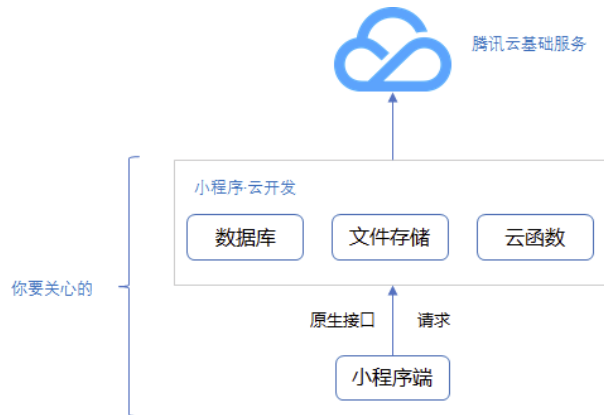 腾讯云基础服务
小程序·云开发
数据库 文件存储 云函数
你要关心的
原生接口 请求
小程序端